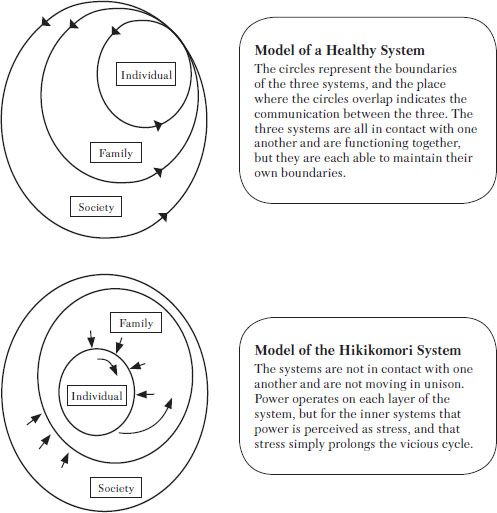 Individual
Family
Society
Model of a Healthy System
The circles represent the boundaries
of the three systems, and the place
where the circles overlap indicates the
communication between the three. The
three systems are all in contact with one
another and are functioning together,
but they are each able to maintain their
own boundaries.
Family
Individual
Society
Model of the Hikikomori System
The systems are not in contact with one
another and are not moving in unison.
Power operates on each layer of the
system, but for the inner systems that
power is perceived as stress, and that
stress simply prolongs the vicious cycle.